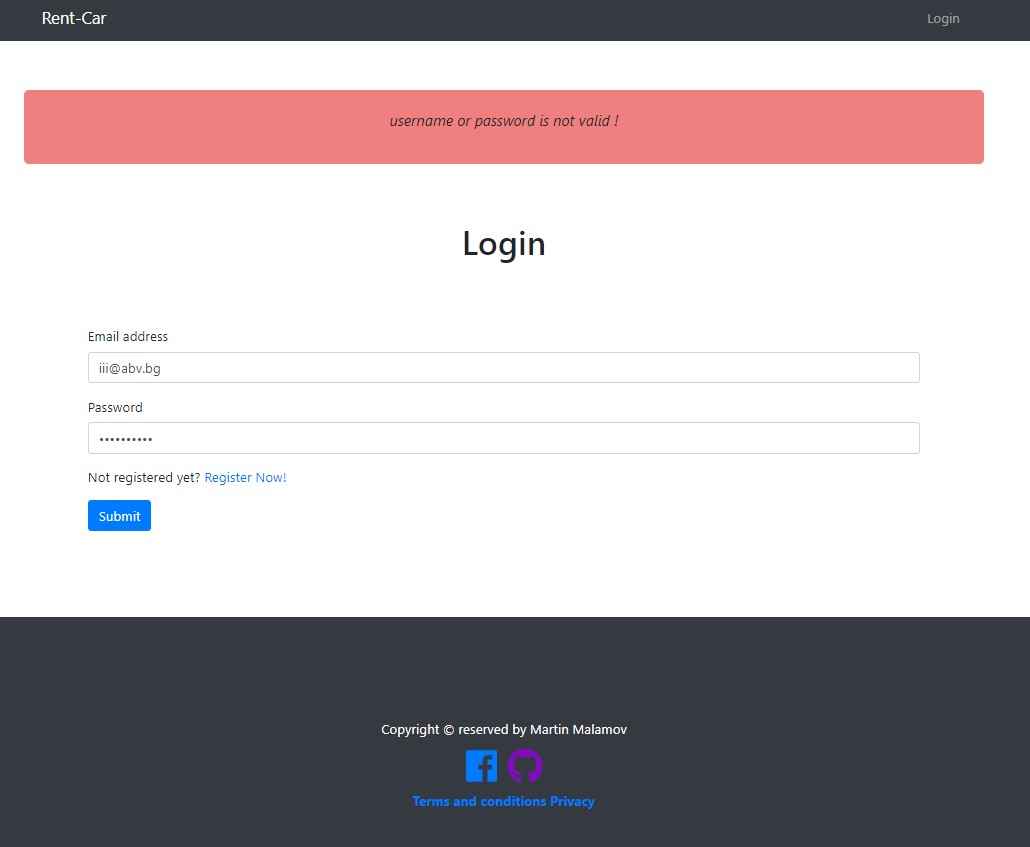 Rent-Car Login
username or password is not valid !
Login
Email address
iii@abv.bg
Password
••••••••••
Not registered yet? Register Now!
Submit
Copyright © reserved by Martin Malamov
Terms and conditions Privacy